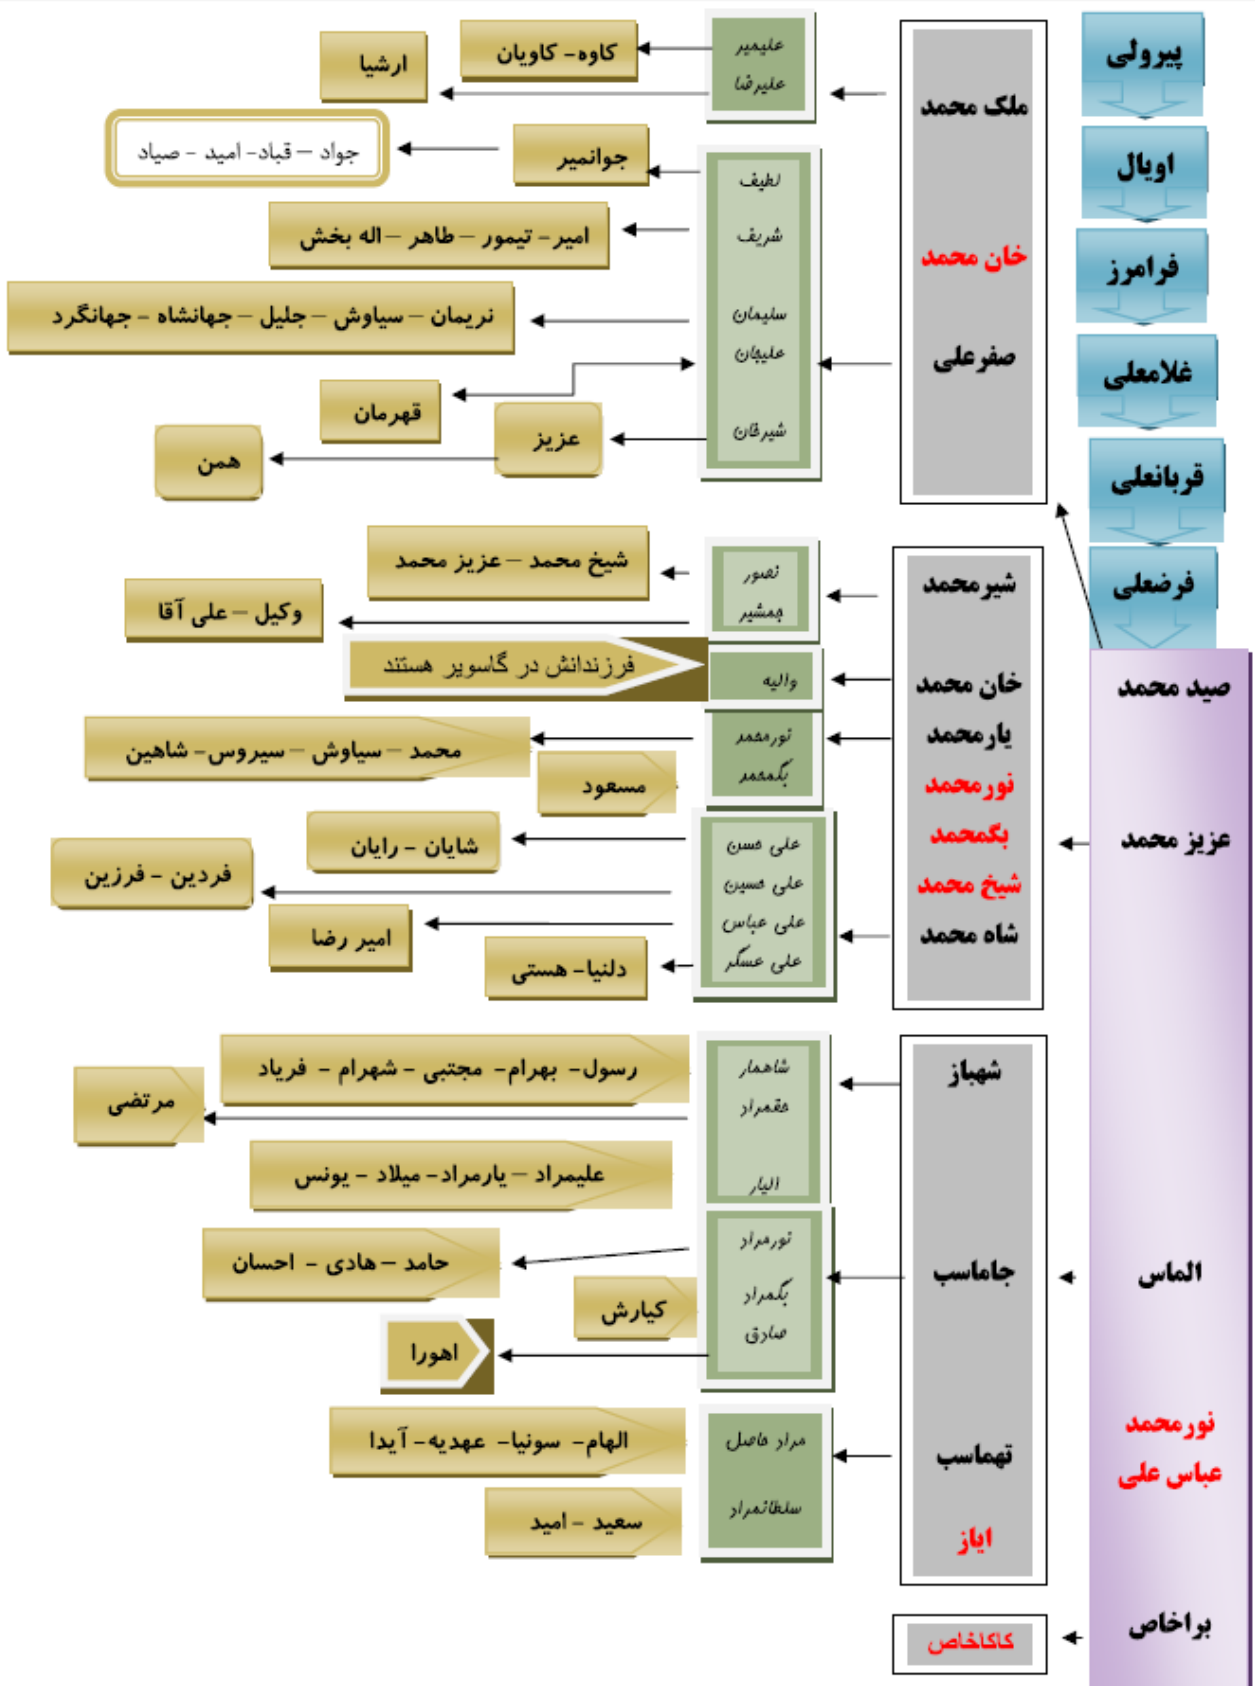 پیرولی
اویال
فرامرز
غلامعلی
قربانعلی
فرضعلی
صید محمد
عزیز محمد
الماس
نورمحمد
عباس علی
براخاص
ملک محمد
خان محمد
صفرعلی
علیمیر
علیرضا
کاوه- کاویان
ارشیا
لطیف
شریف
سلیمان
علیجان
شیرخان
جوانمیر
جواد – قباد- امید - صیاد
امیر- تیمور – طاهر – اله بخش
نریمان – سیاوش – جلیل – جهانشاه - جهانگرد
قهرمان
عزیز
همن
شیرمحمد
خان محمد
یارمحمد
نورمحمد
بگمحمد
شیخ محمد
شاه محمد
نصور
جمشیر
شیخ محمد – عزیز محمد
وکیل – علی آقا
والیه
فرزندانش در گاسویر هستند
نورمحمد
بگمحمد
محمد – سیاوش – سیروس- شاهین
مسعود
علی حسن
علی حسین
علی عباس
علی عسگر
شایان - رایان
فردین - فرزین
امیر رضا
دلنیا- هستی
شهباز
جاماسب
تهماسب
ایاز
شاهمار
حقمراد
الیار
رسول- بهرام- مجتبی - شهرام - فریاد
مرتضی
علیمراد – یارمراد- میلاد - یونس
نورمراد
بگمراد
صادق
حامد – هادی - احسان
کیارش
اهورا
مراد حاصل
سلطانمراد
الهام- سونیا- عهدیه- آیدا
سعید - امید
کاکاخاص